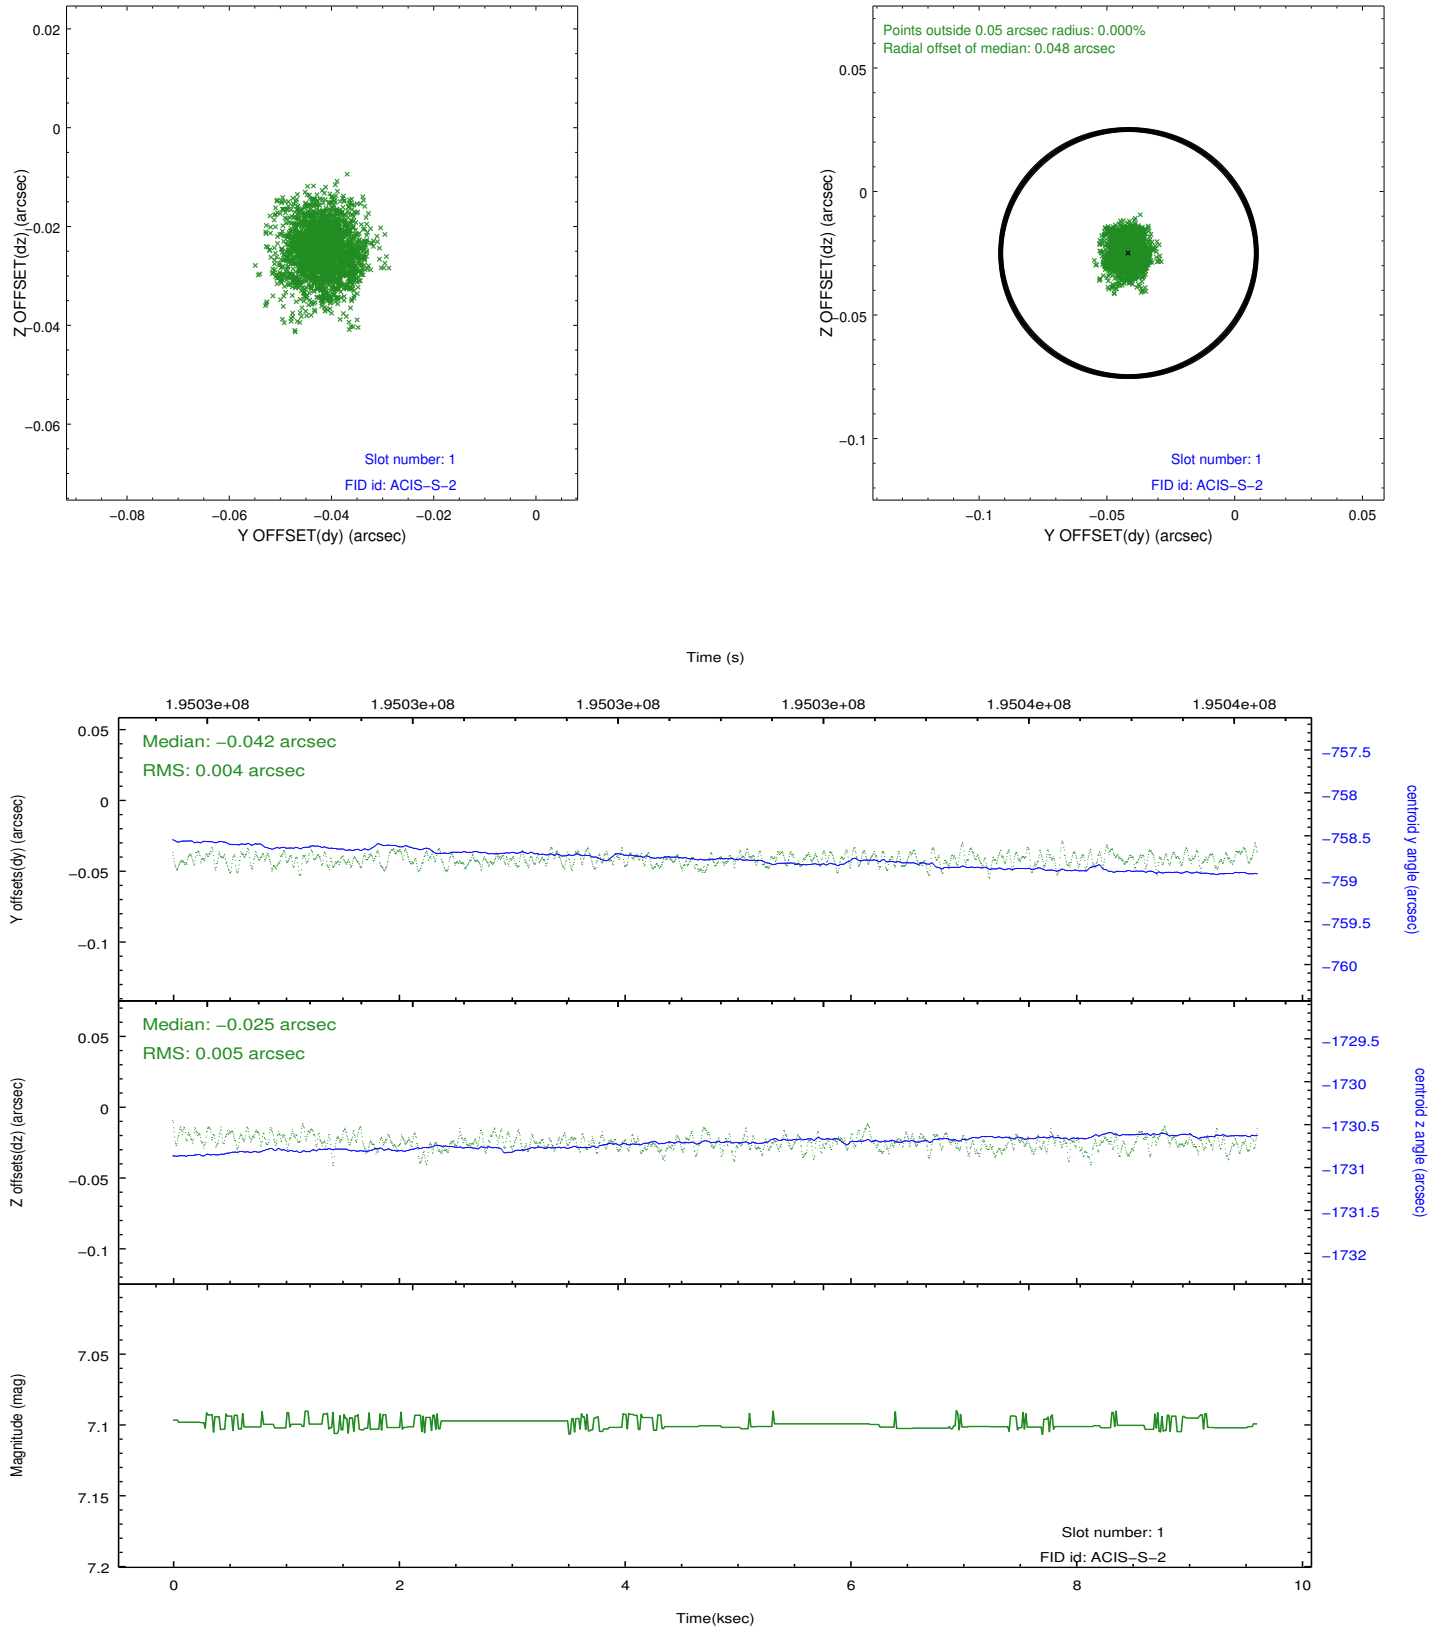 0.02
0
−0.02
−0.04
−0.06
Z OFFSET(dz) (arcsec)
Slot number: 1
FID id: ACIS−S−2
−0.08
−0.06
−0.04
−0.02
0
Y OFFSET(dy) (arcsec)
Points outside 0.05 arcsec radius: 0.000%
Radial offset of median: 0.048 arcsec
0.05
0
−0.05
−0.1
Z OFFSET(dz) (arcsec)
Slot number: 1
FID id: ACIS−S−2
−0.1
−0.05
0
0.05
Y OFFSET(dy) (arcsec)
Time (s)
1.9503e+08
1.9503e+08
1.9503e+08
1.9503e+08
1.9504e+08
1.9504e+08
Median: −0.042 arcsec
RMS: 0.004 arcsec
0.05
0
−0.05
−0.1
Y offsets(dy) (arcsec)
−757.5
−758
−758.5
−759
−759.5
−760
centroid y angle (arcsec)
Median: −0.025 arcsec
RMS: 0.005 arcsec
0.05
0
−0.05
−0.1
Z offsets(dz) (arcsec)
−1729.5
−1730
−1730.5
−1731
−1731.5
−1732
centroid z angle (arcsec)
7.05
7.1
7.15
7.2
Magnitude (mag)
Slot number: 1
FID id: ACIS−S−2
0
2
4
6
8
10
Time(ksec)